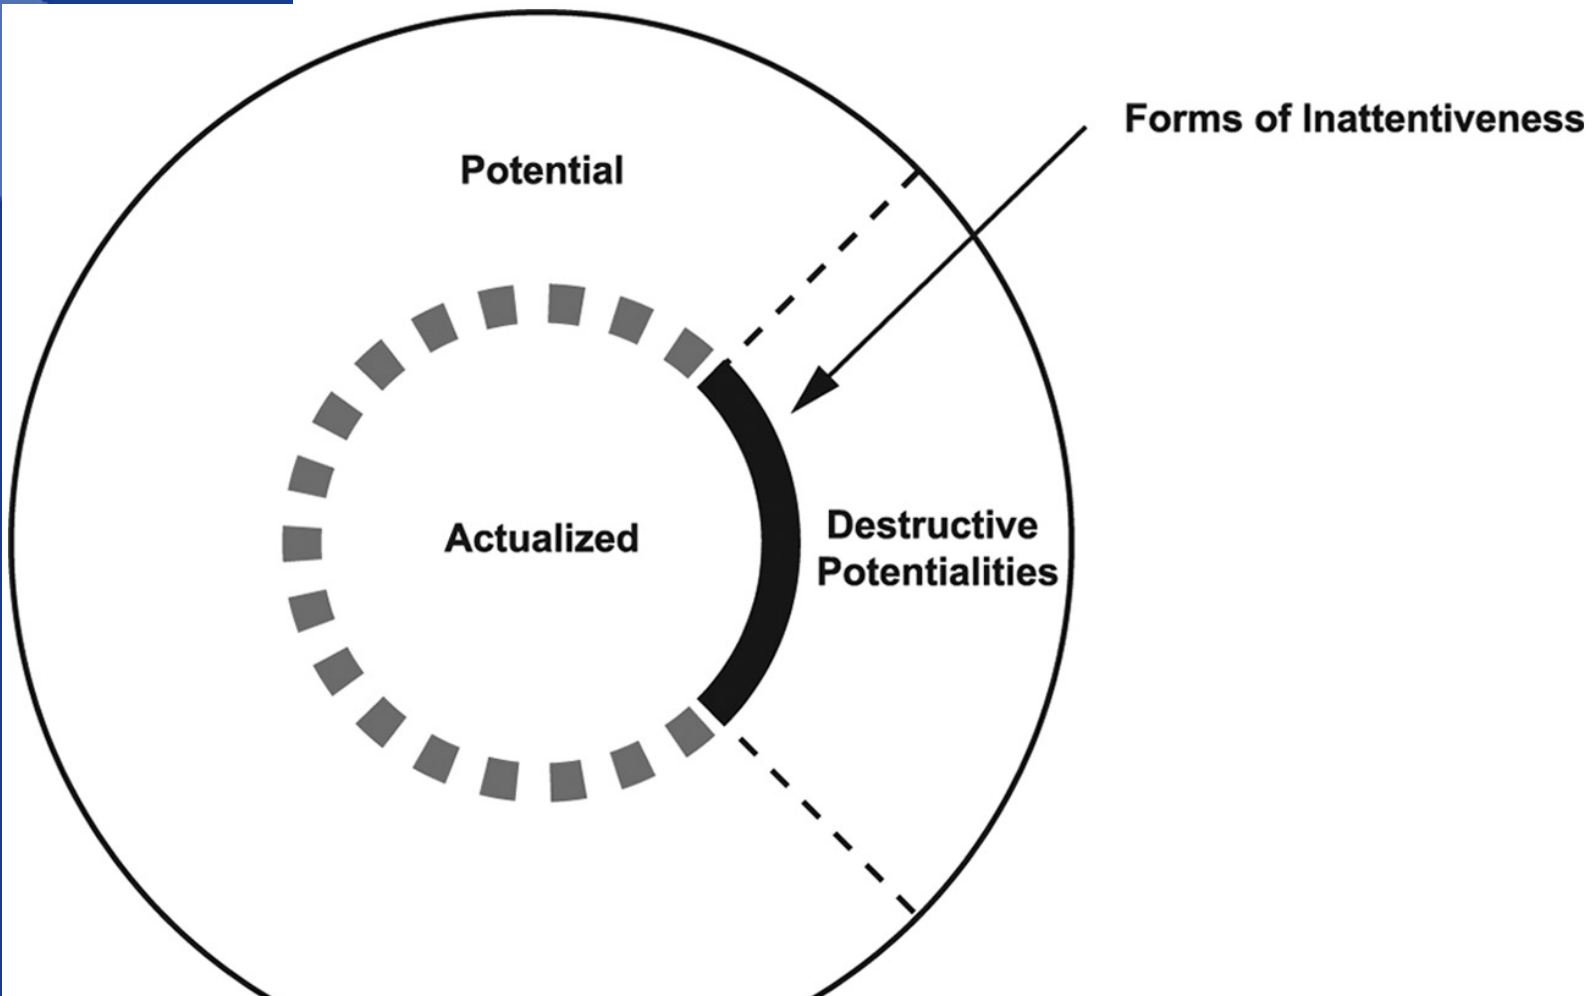 Forms of Inattentiveness
Potential
Destructive
Potentialities
Actualized